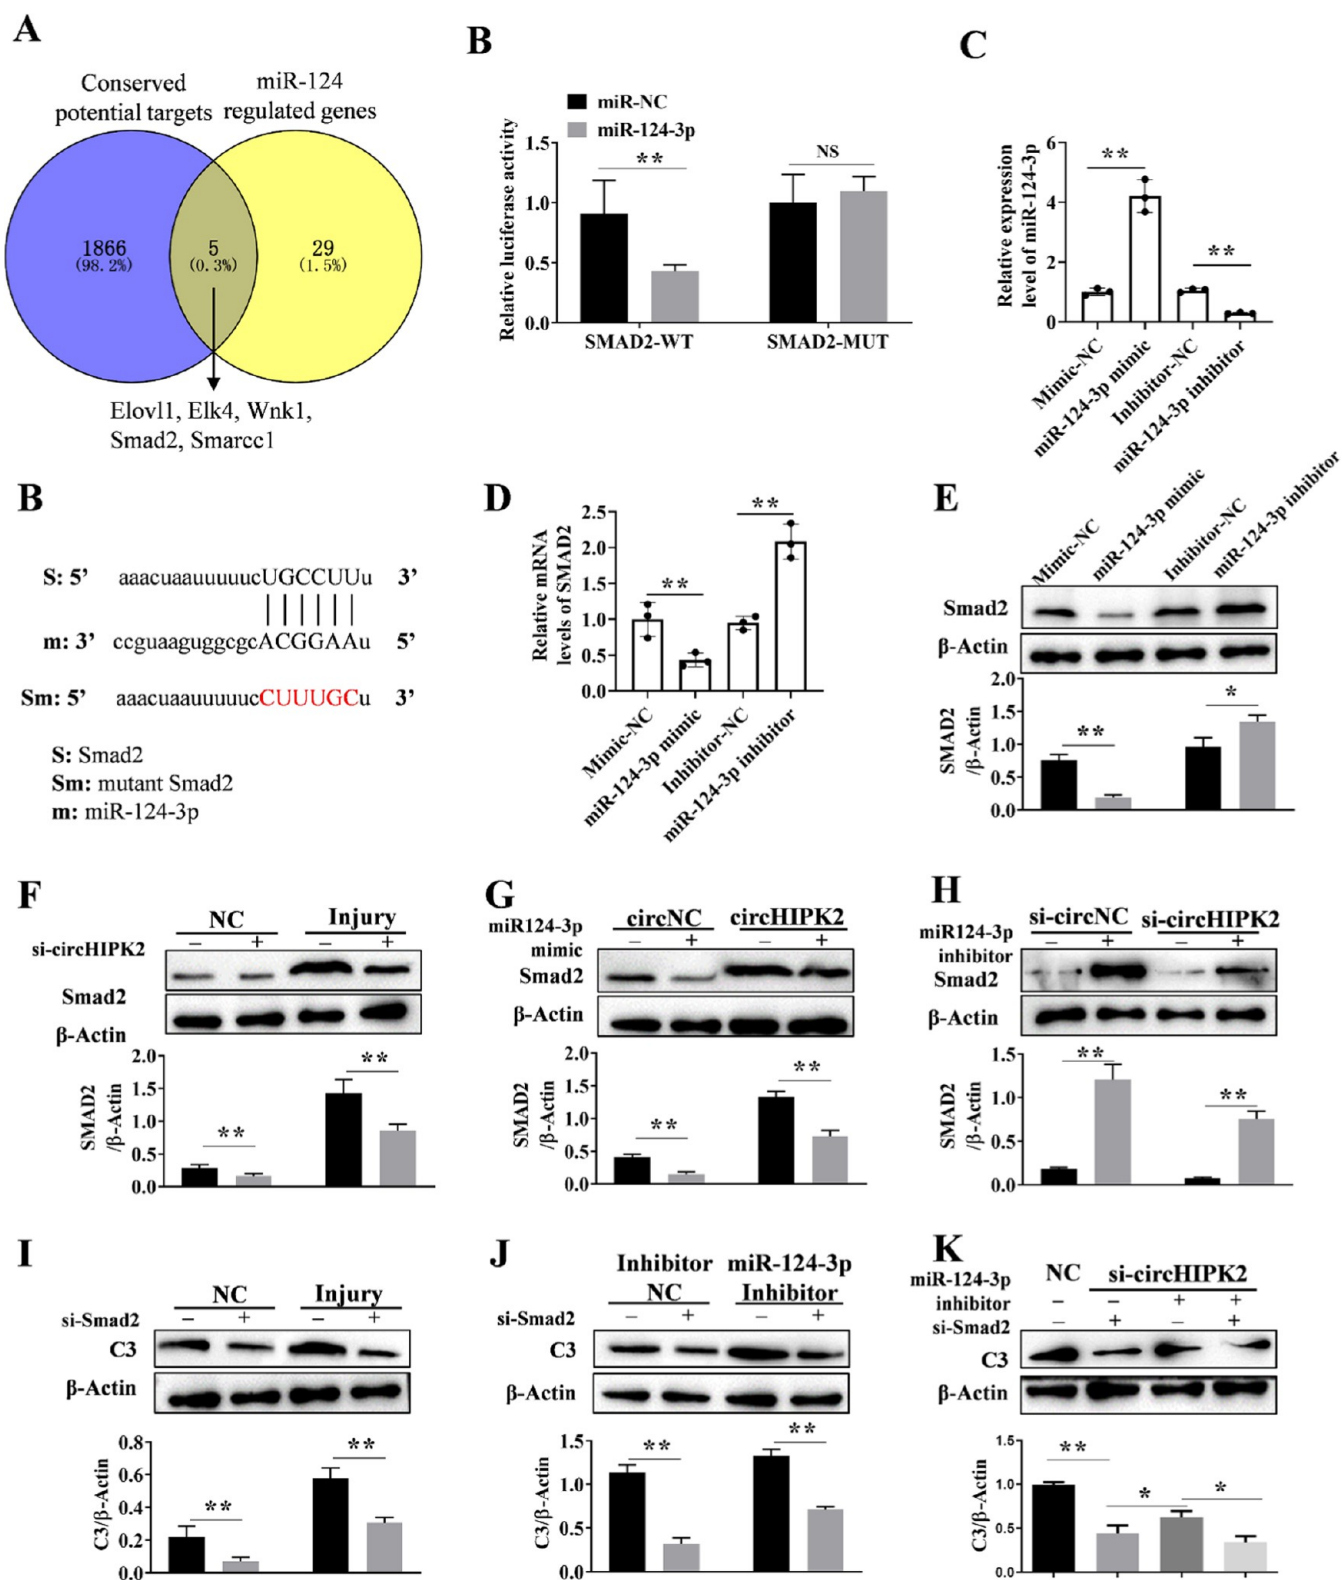 A
Conserved
potential targets
miR-124
regulated genes
1866
(98.2%)
5
(0.3%)
29
(1.5%)
Elovl1, Elk4, Wnk1,
Smad2, Smarcc1
B
miR-NC
miR-124-3p
Relative luciferase activity
1.5
1.0
0.5
0.0
**
NS
SMAD2-WT
SMAD2-MUT
C
Relative expression
level of miR-124-3p
6
4
2
0
**
**
Mimic-NC
miR-124-3p mimic
Inhibitor-NC
miR-124-3p inhibitor
B
S: 5’ aaacuaauuuuucUGCCUUu 3’
m: 3’ ccguaaguggcgcACGGAAu 5’
Sm: 5’ aaacuaauuuuucCUUUGCu 3’
S: Smad2
Sm: mutant Smad2
m: miR-124-3p
D
Relative mRNA
levels of SMAD2
2.5
2.0
1.5
1.0
0.5
0.0
**
**
Mimic-NC
miR-124-3p mimic
Inhibitor-NC
miR-124-3p inhibitor
E
Mimic-NC
miR-124-3p mimic
Inhibitor-NC
miR-124-3p inhibitor
Smad2
β-Actin
SMAD2
/β-Actin
2.0
1.5
1.0
0.5
0.0
**
*
F
NC
Injury
si-circHIPK2
– + – +
Smad2
β-Actin
SMAD2
/β-Actin
2.0
1.5
1.0
0.5
0.0
**
**
G
circNC
circHIPK2
miR124-3p
mimic
– + – +
Smad2
β-Actin
SMAD2
/β-Actin
2.0
1.5
1.0
0.5
0.0
**
**
H
si-circNC
si-circHIPK2
miR124-3p
inhibitor
– + – +
Smad2
β-Actin
SMAD2
/β-Actin
1.5
1.0
0.5
0.0
**
**
I
NC
Injury
si-Smad2
– + – +
C3
β-Actin
C3/β-Actin
0.8
0.6
0.4
0.2
0.0
**
**
J
Inhibitor
NC
miR-124-3p
Inhibitor
si-Smad2
– + – +
C3
β-Actin
C3/β-Actin
1.5
1.0
0.5
0.0
**
**
K
NC
si-circHIPK2
miR-124-3p
inhibitor
– – + +
si-Smad2
– + – +
C3
β-Actin
C3/β-Actin
1.5
1.0
0.5
0.0
**
*
*